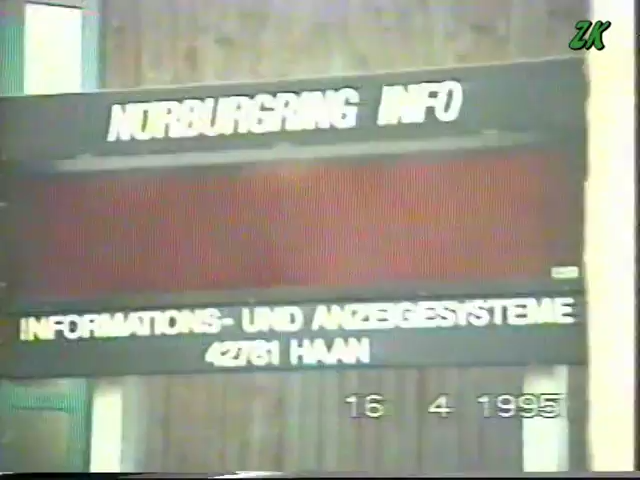 ZK
NÜRBURGRING INFO
INFORMATIONS- UND ANZEIGESYSTEME
42781 HAAN
16 4 1995